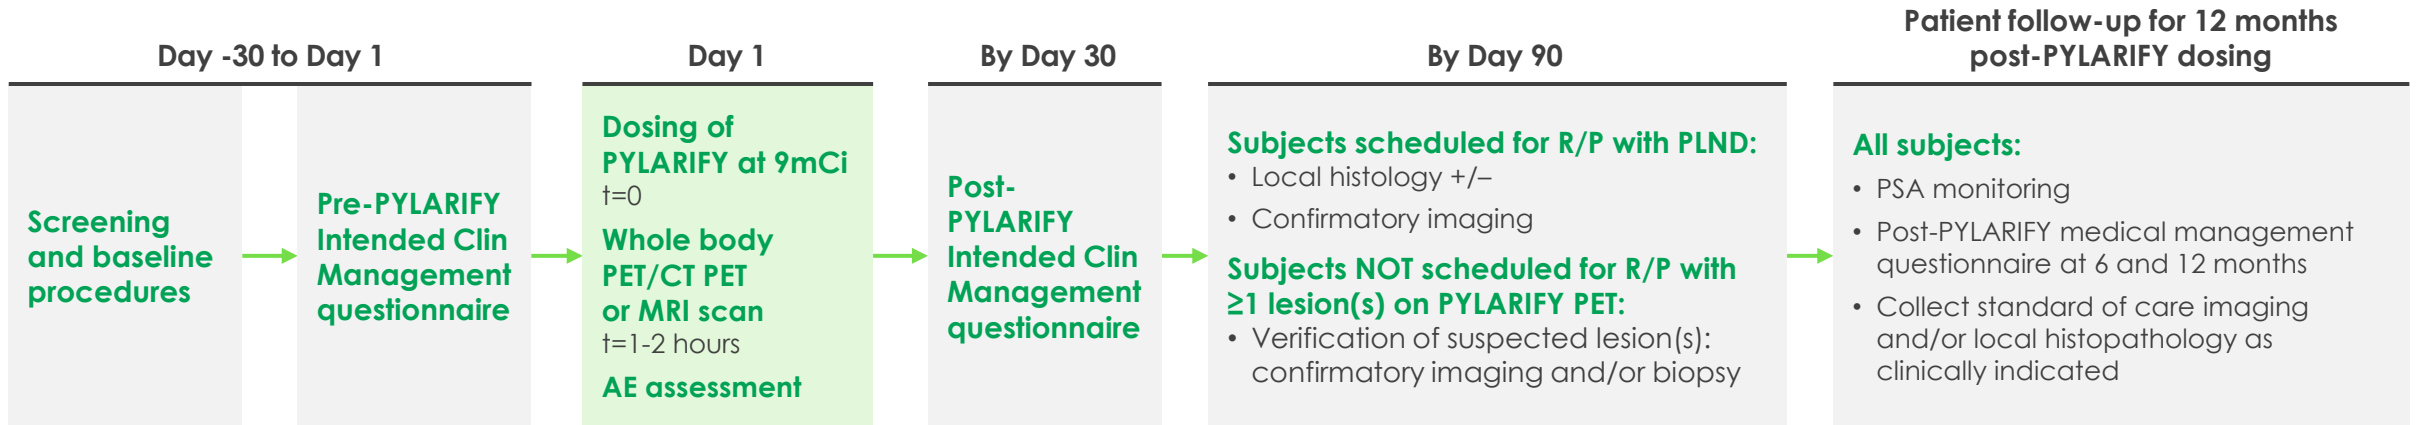 Day -30 to Day 1
Screening
and baseline
procedures
Pre-PYLARIFY
Intended Clin
Management
questionnaire
Day 1
Dosing of
PYLARIFY at 9mCi
t=0
Whole body
PET/CT PET
or MRI scan
t=1-2 hours
AE assessment
By Day 30
Post-
PYLARIFY
Intended Clin
Management
questionnaire
By Day 90
Subjects scheduled for R/P with PLND:
• Local histology +/–
• Confirmatory imaging
Subjects NOT scheduled for R/P with
≥1 lesion(s) on PYLARIFY PET:
• Verification of suspected lesion(s):
confirmatory imaging and/or biopsy
Patient follow-up for 12 months
post-PYLARIFY dosing
All subjects:
• PSA monitoring
• Post-PYLARIFY medical management
questionnaire at 6 and 12 months
• Collect standard of care imaging
and/or local histopathology as
clinically indicated